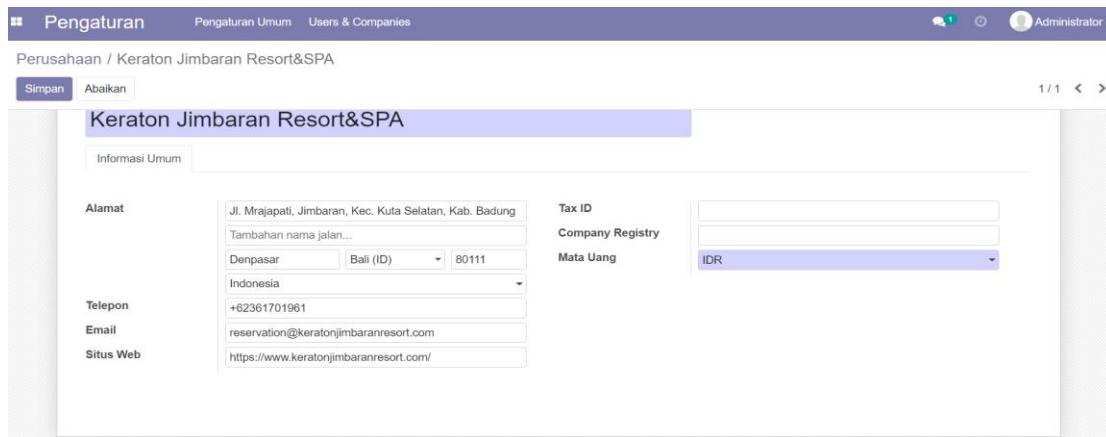 Pengaturan Pengaturan Umum Users & Companies 1 Administrator
Perusahaan / Keraton Jimbaran Resort&SPA
Simpan Abaikan 1 / 1
Keraton Jimbaran Resort&SPA
Informasi Umum
Alamat Jl. Mrajapati, Jimbaran, Kec. Kuta Selatan, Kab. Badung Tax ID
Tambahan nama jalan... Company Registry
Denpasar Bali (ID) 80111 Mata Uang IDR
Indonesia
Telepon +62361701961
Email reservation@keratonjimbaranresort.com
Situs Web https://www.keratonjimbaranresort.com/